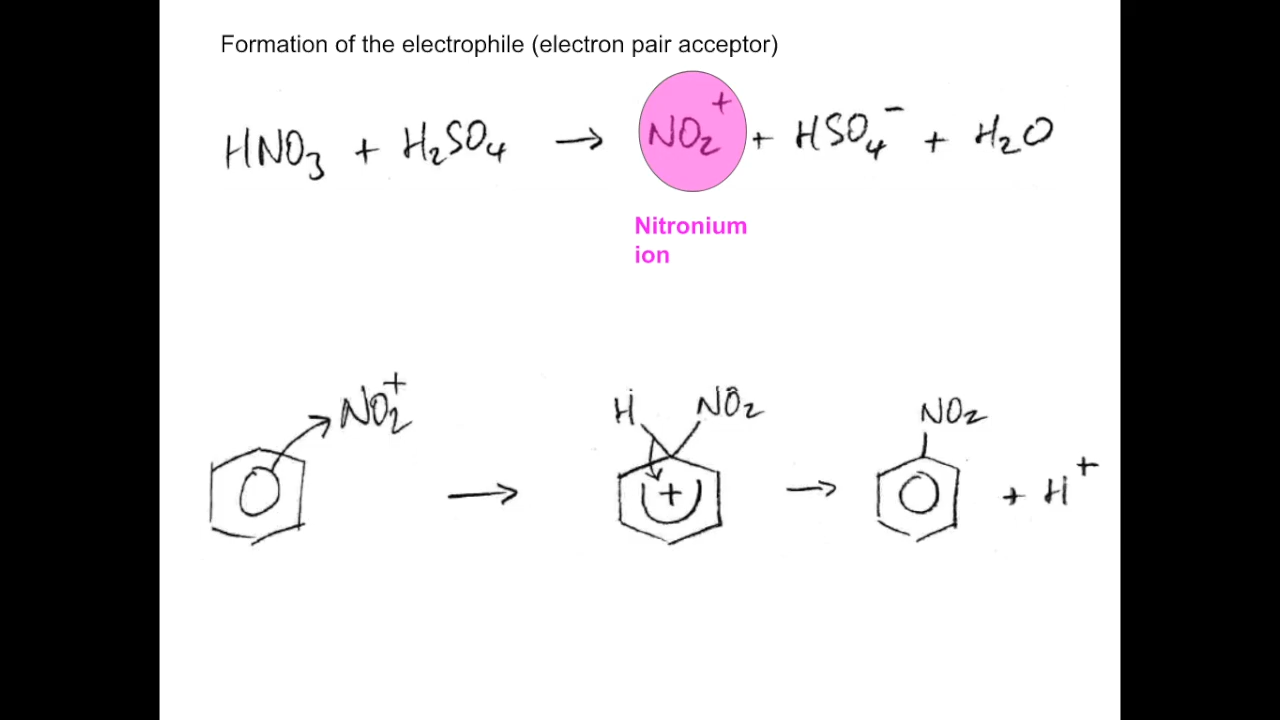 Formation of the electrophile (electron pair acceptor)
HNO₃ + H₂SO₄ → NO₂⁺ + HSO₄⁻ + H₂O
Nitronium
ion
NO₂⁺
→
H NO₂
+
→
NO₂
+ H⁺